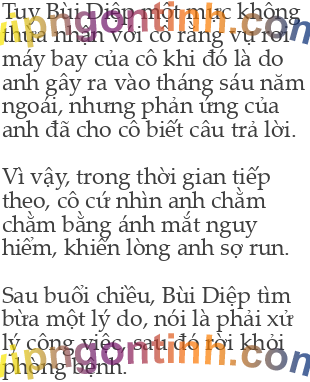 Tuy Bùi Diệp một mực không
thừa nhận với cô rằng vụ rơi
máy bay của cô khi đó là do
anh gây ra vào tháng sáu năm
ngoái, nhưng phản ứng của
anh đã cho cô biết câu trả lời.
Vì vậy, trong thời gian tiếp
theo, cô cứ nhìn anh chằm
chằm bằng ánh mắt nguy
hiểm, khiến lòng anh sợ run.
Sau buổi chiều, Bùi Diệp tìm
bừa một lý do, nói là phải xử
lý công việc, sau đó rời khỏi
phòng bệnh.